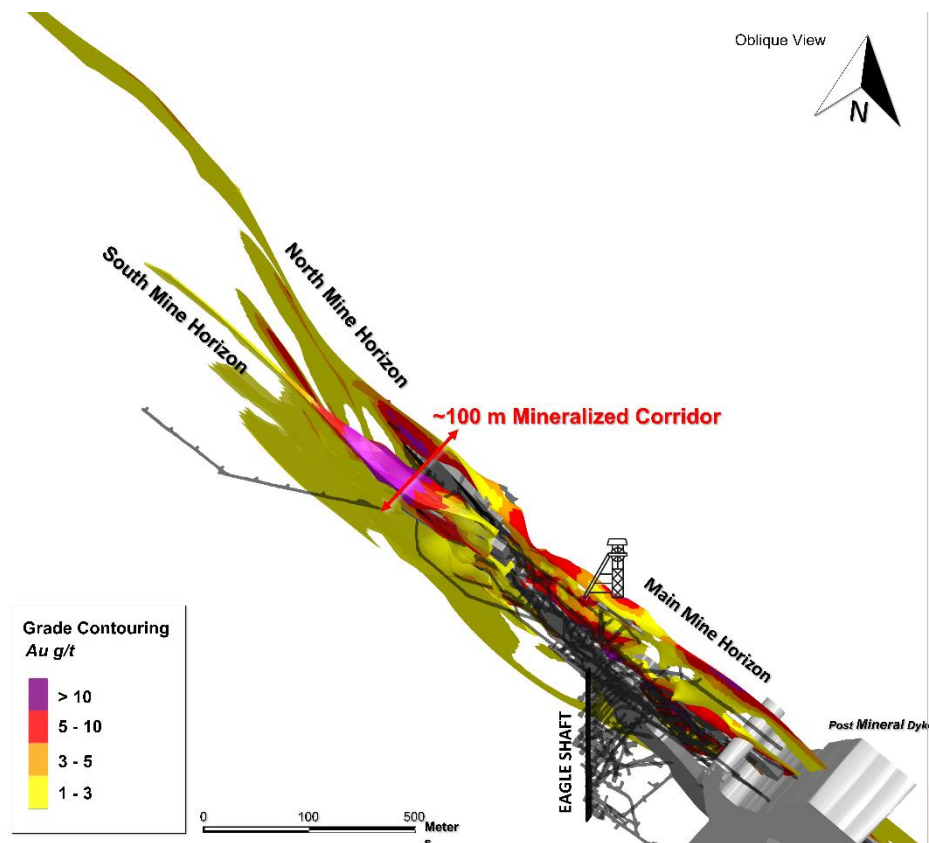 Oblique View
N
North Mine Horizon
South Mine Horizon
~100 m Mineralized Corridor
Main Mine Horizon
Grade Contouring
Au g/t
> 10
5 - 10
3 - 5
1 - 3
EAGLE SHAFT
Post Mineral Dyke
0 100 500 Meter
s